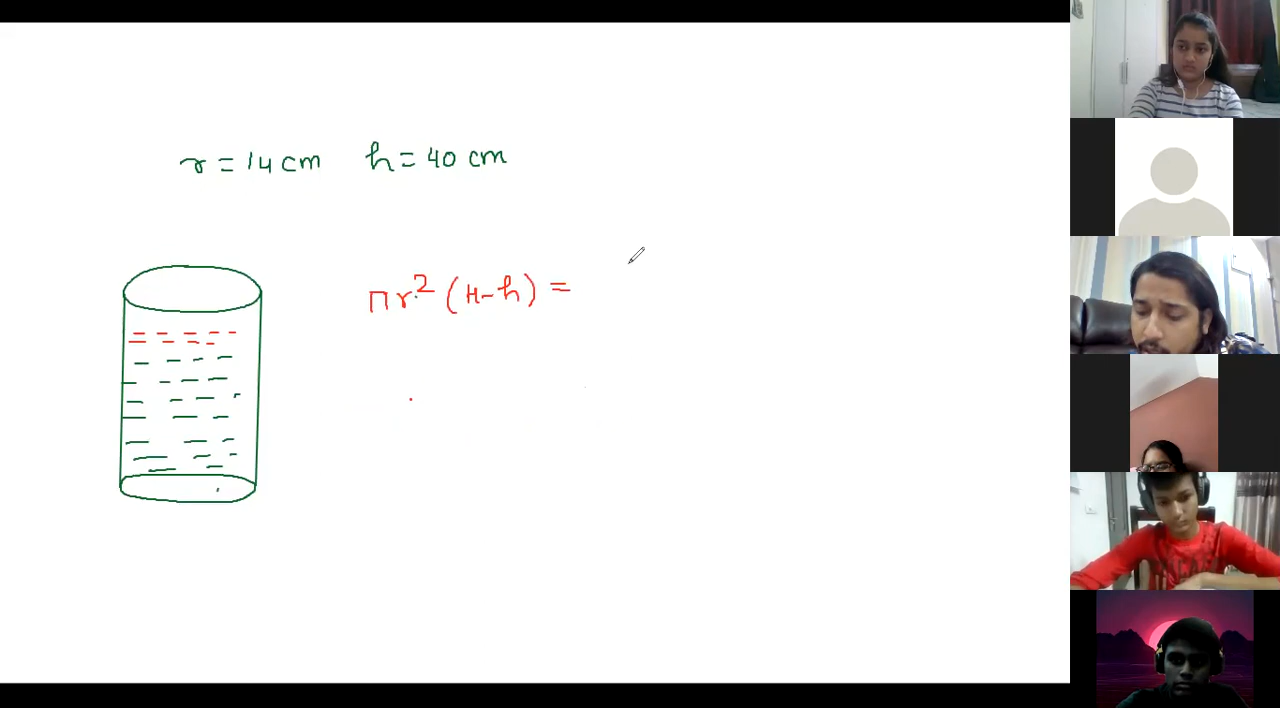 r = 14 cm h = 40 cm
πr² (H-h) =